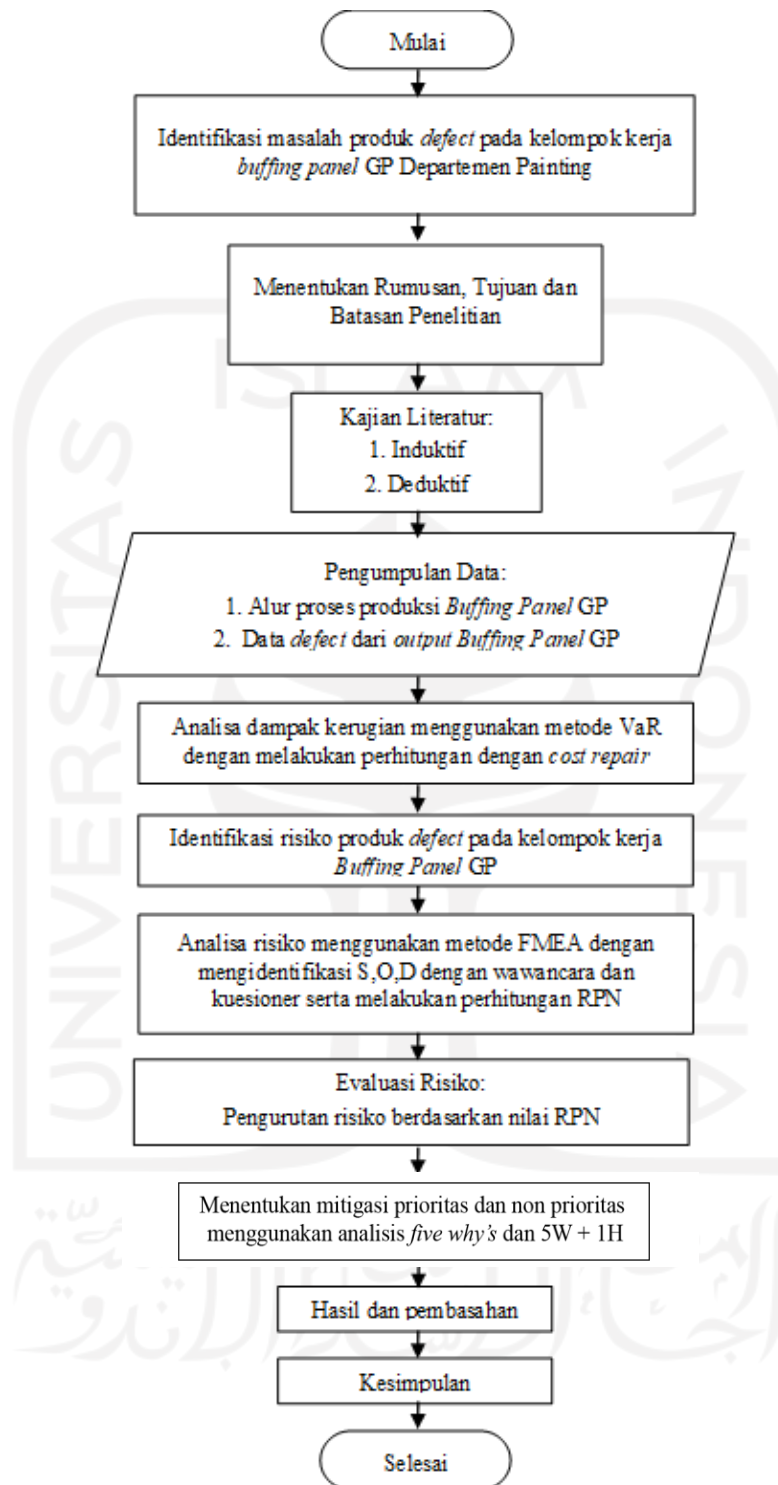 Mulai
Identifikasi masalah produk defect pada kelompok kerja
buffing panel GP Departemen Painting
Menentukan Rumusan, Tujuan dan
Batasan Penelitian
Kajian Literatur:
1. Induktif
2. Deduktif
Pengumpulan Data:
1. Alur proses produksi Buffing Panel GP
2. Data defect dari output Buffing Panel GP
Analisa dampak kerugian menggunakan metode VaR
dengan melakukan perhitungan dengan cost repair
Identifikasi risiko produk defect pada kelompok kerja
Buffing Panel GP
Analisa risiko menggunakan metode FMEA dengan
mengidentifikasi S,O,D dengan wawancara dan
kuesioner serta melakukan perhitungan RPN
Evaluasi Risiko:
Pengurutan risiko berdasarkan nilai RPN
Menentukan mitigasi prioritas dan non prioritas
menggunakan analisis five why's dan 5W + 1H
Hasil dan pembasahan
Kesimpulan
Selesai
UNIVERSITAS
ISLAM
INDONESIA